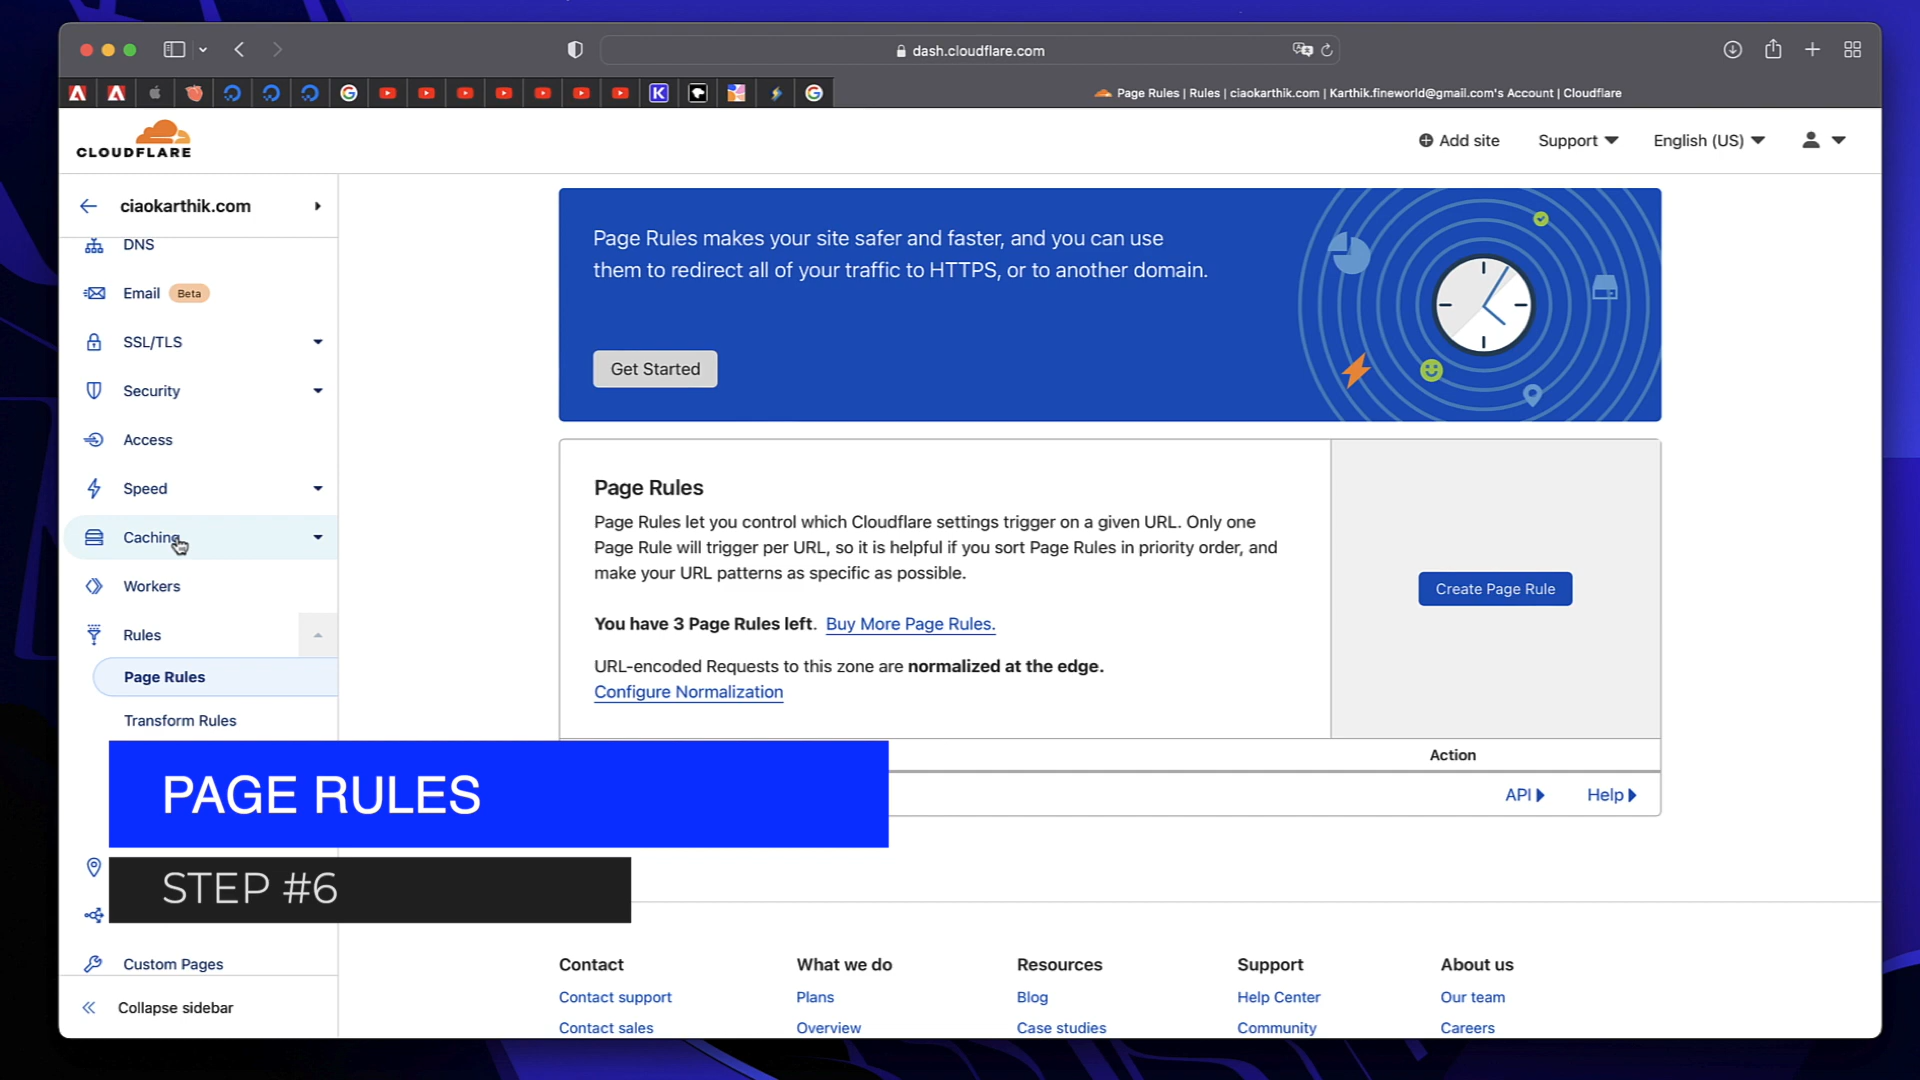 dash.cloudflare.com
Page Rules | Rules | ciaokarthik.com | Karthik.fineworld@gmail.com's Account | Cloudflare
CLOUDFLARE
Add site
Support
English (US)
ciaokarthik.com
DNS
Email Beta
SSL/TLS
Security
Access
Speed
Caching
Workers
Rules
Page Rules
Transform Rules
Custom Pages
Collapse sidebar
Page Rules makes your site safer and faster, and you can use
them to redirect all of your traffic to HTTPS, or to another domain.
Get Started
Page Rules
Page Rules let you control which Cloudflare settings trigger on a given URL. Only one
Page Rule will trigger per URL, so it is helpful if you sort Page Rules in priority order, and
make your URL patterns as specific as possible.
You have 3 Page Rules left. Buy More Page Rules.
URL-encoded Requests to this zone are normalized at the edge.
Configure Normalization
Create Page Rule
Action
API
Help
PAGE RULES
STEP #6
Contact
Contact support
Contact sales
What we do
Plans
Overview
Resources
Blog
Case studies
Support
Help Center
Community
About us
Our team
Careers